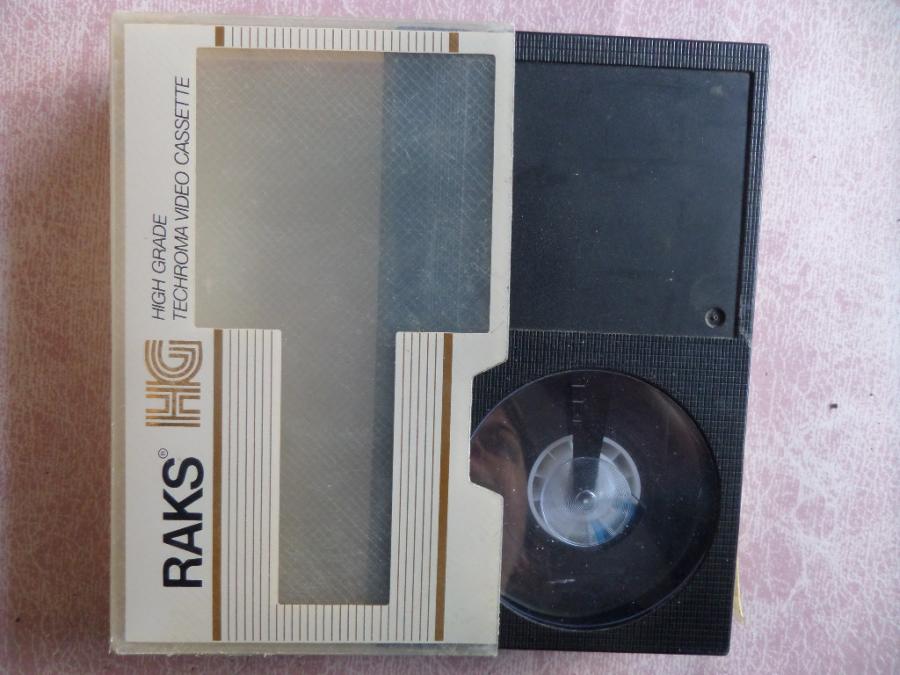 RAKS® HG
HIGH GRADE
TECHROMA VIDEO CASSETTE